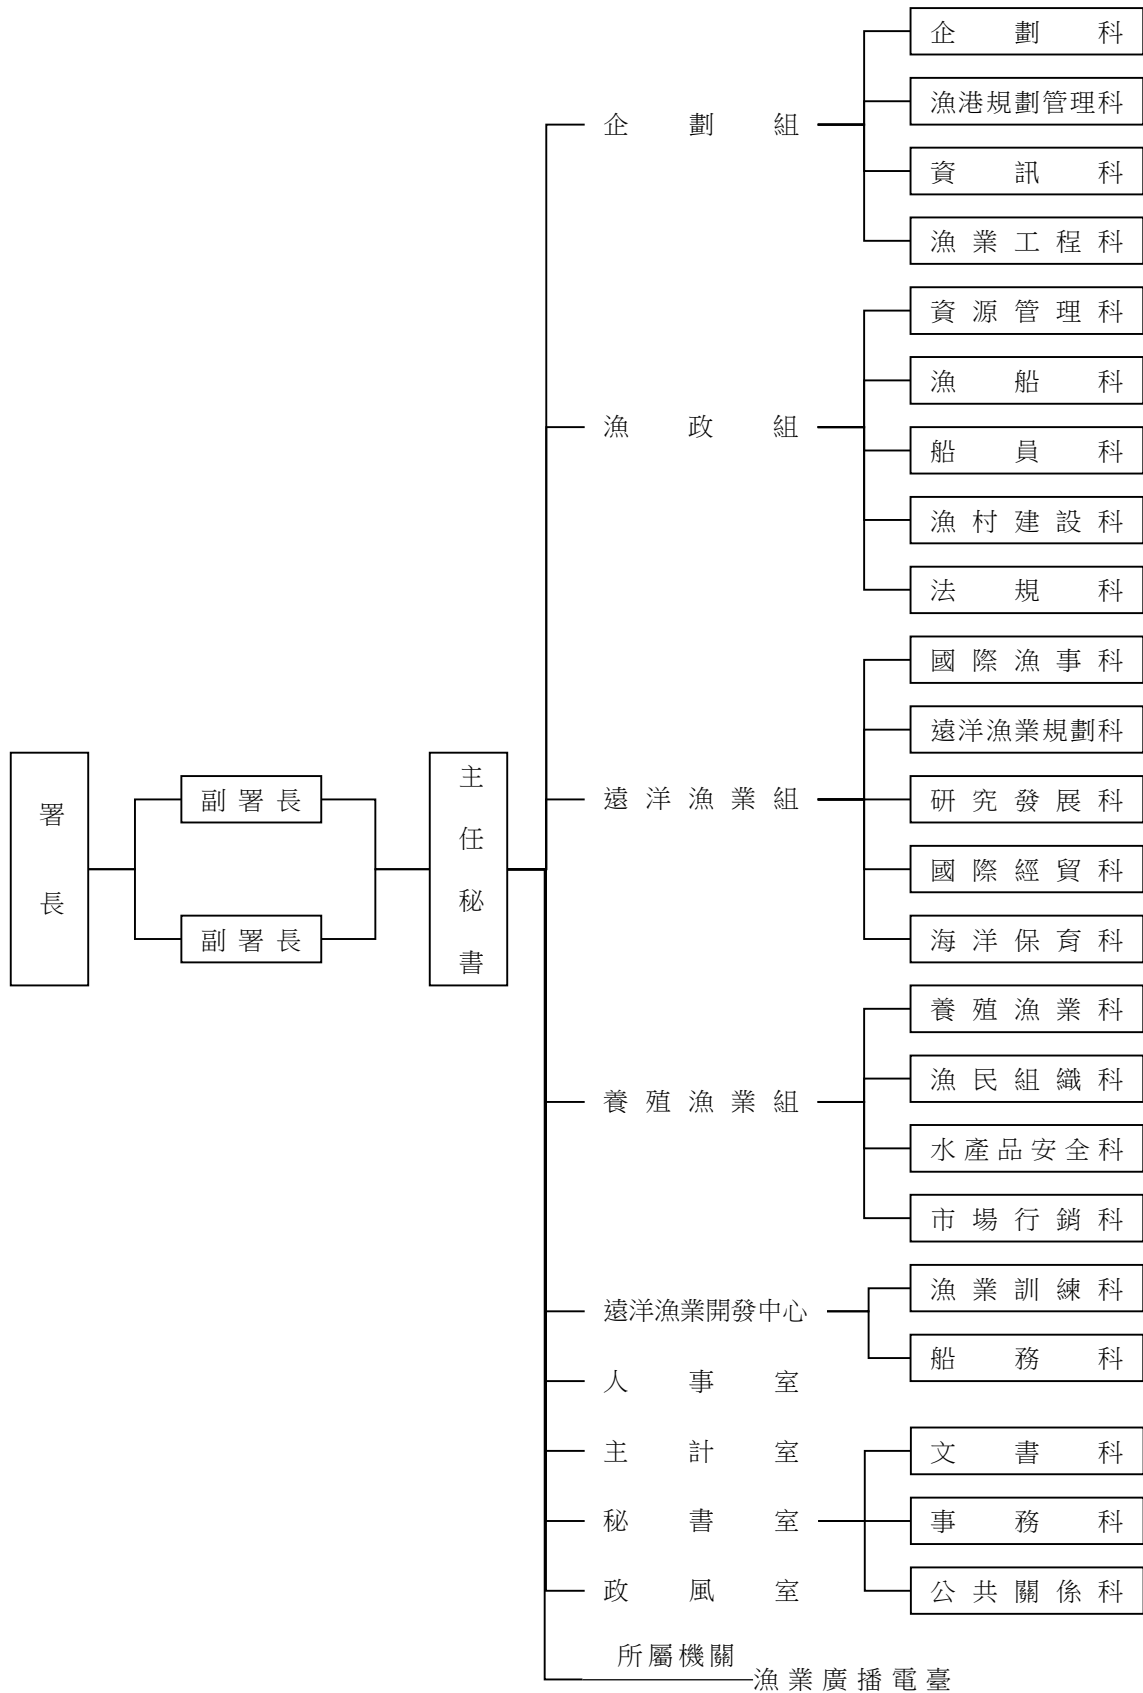 署長
副署長
副署長
主任秘書
企劃組
企劃科
漁港規劃管理科
資訊科
漁業工程科
漁政組
資源管理科
漁船科
船員科
漁村建設科
法規科
遠洋漁業組
國際漁事科
遠洋漁業規劃科
研究發展科
國際經貿科
海洋保育科
養殖漁業組
養殖漁業科
漁民組織科
水產品安全科
市場行銷科
遠洋漁業開發中心
漁業訓練科
船務科
人事室
主計室
秘書室
文書科
事務科
公共關係科
政風室
所屬機關
漁業廣播電臺